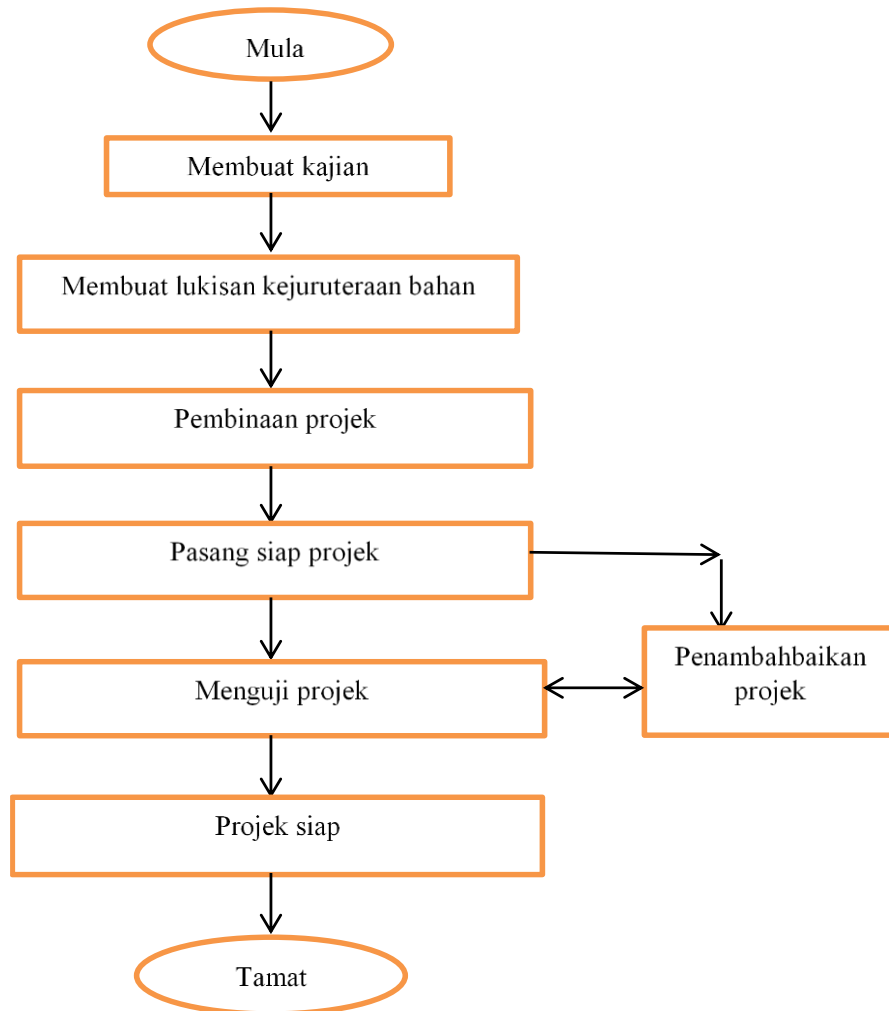 Mula
Membuat kajian
Membuat lukisan kejuruteraan bahan
Pembinaan projek
Pasang siap projek
Penambahbaikan
projek
Menguji projek
Projek siap
Tamat